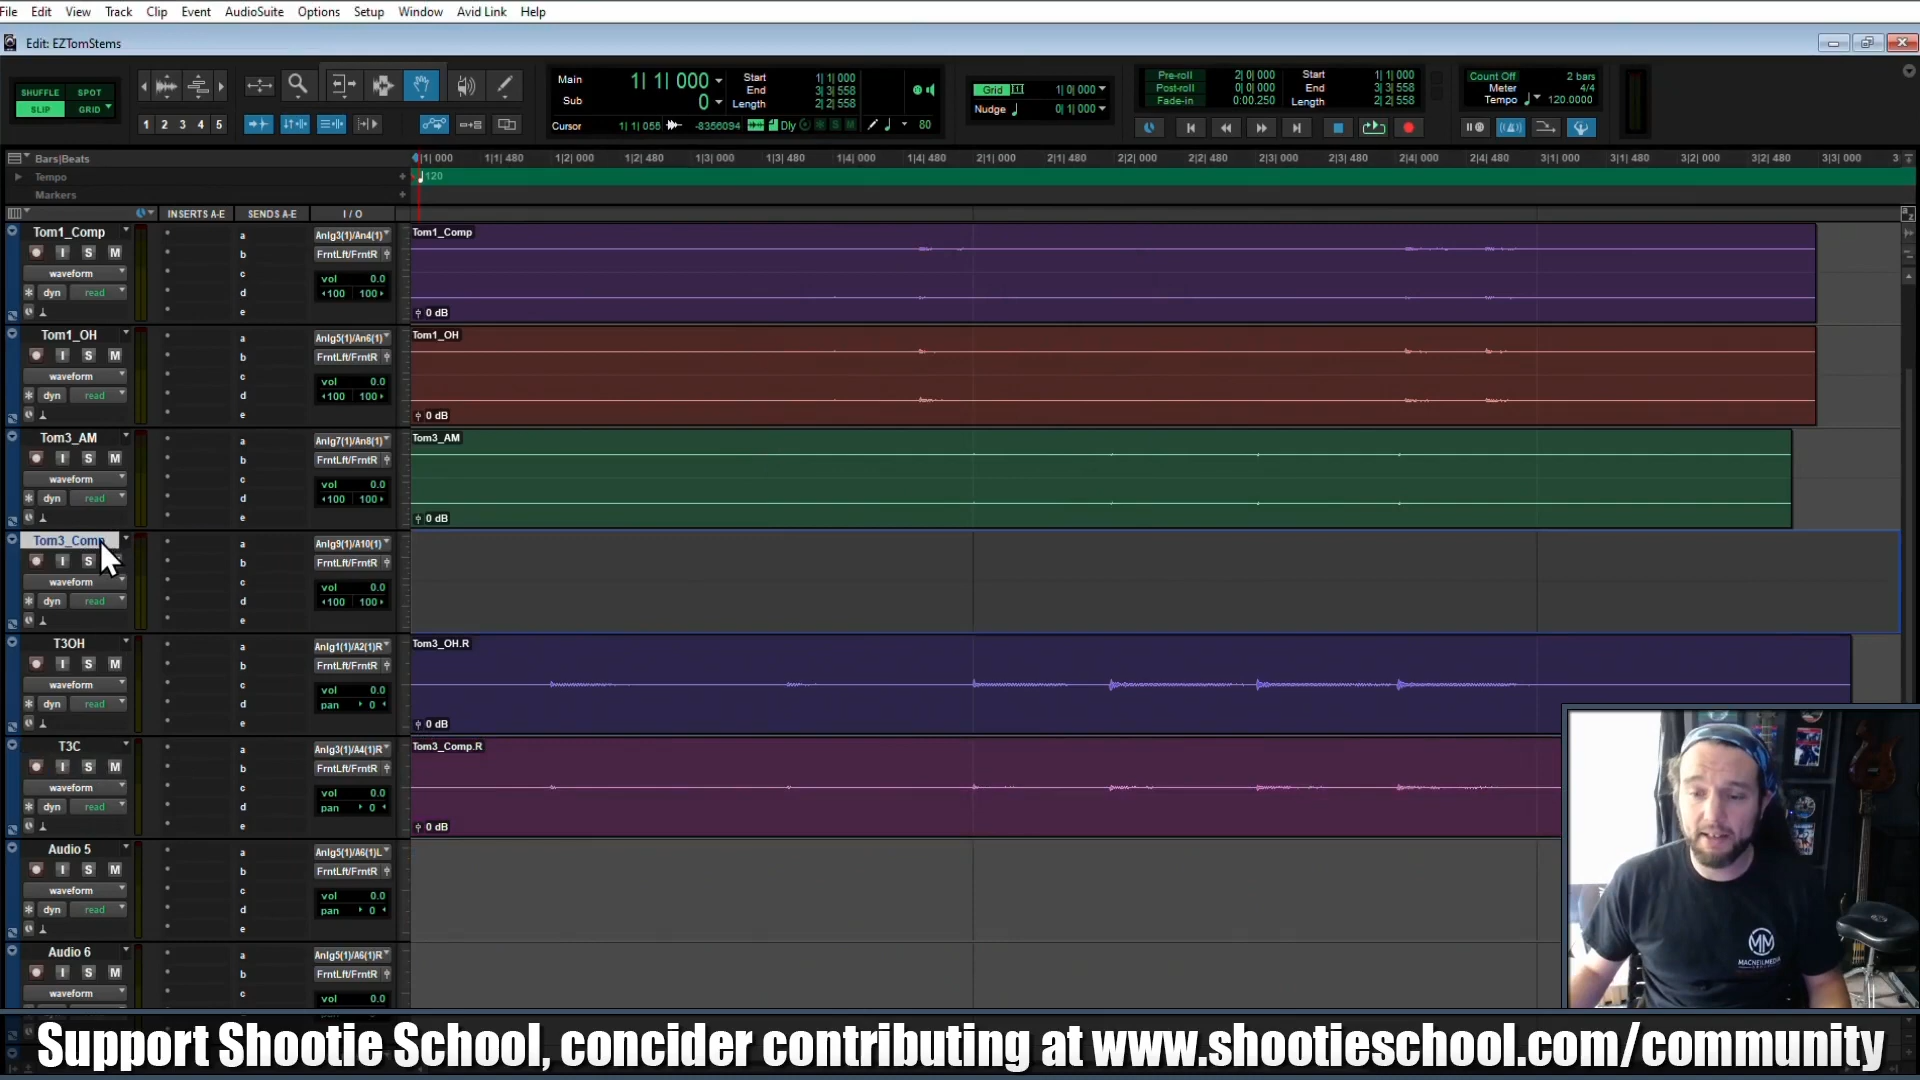 File Edit View Track Clip Event AudioSuite Options Setup Window Avid Link Help
Edit: EZTomStems
SHUFFLE SPOT
SLIP GRID
1 2 3 4 5
Main 1| 1| 000
Sub 0
Start 1| 1| 000
End 3| 3| 558
Length 2| 2| 558
Cursor 1| 1| 055 -8356094 Dly S M 80
Grid 1| 0| 000
Nudge 0| 1| 000
Pre-roll 2| 0| 000
Post-roll 0| 0| 000
Fade-in 0:00.250
Start 1| 1| 000
End 3| 3| 558
Length 2| 2| 558
Count Off 2 bars
Meter 4/4
Tempo 120.0000
Bars|Beats 1|1| 000 1|1| 480 1|2| 000 1|2| 480 1|3| 000 1|3| 480 1|4| 000 1|4| 480 2|1| 000 2|1| 480 2|2| 000 2|2| 480 2|3| 000 2|3| 480 2|4| 000 2|4| 480 3|1| 000 3|1| 480 3|2| 000 3|2| 480 3|3| 000 3
Tempo 120
Markers
INSERTS A-E SENDS A-E I / O
Tom1_Comp a Anlg3(1)/An4(1) Tom1_Comp
I S M b FrntLft/FrntR
waveform c vol 0.0
dyn read d 100 100
e 0 dB
Tom1_OH a Anlg5(1)/An6(1) Tom1_OH
I S M b FrntLft/FrntR
waveform c vol 0.0
dyn read d 100 100
e 0 dB
Tom3_AM a Anlg7(1)/An8(1) Tom3_AM
I S M b FrntLft/FrntR
waveform c vol 0.0
dyn read d 100 100
e 0 dB
Tom3_Comp a Anlg9(1)/A10(1)
I S b FrntLft/FrntR
waveform c vol 0.0
dyn read d 100 100
e
T3OH a Anlg1(1)/A2(1)R Tom3_OH.R
I S M b FrntLft/FrntR
waveform c vol 0.0
dyn read d pan 0
e 0 dB
T3C a Anlg3(1)/A4(1)R Tom3_Comp.R
I S M b FrntLft/FrntR
waveform c vol 0.0
dyn read d pan 0
e 0 dB
Audio 5 a Anlg5(1)/A6(1)L
I S M b FrntLft/FrntR
waveform c vol 0.0
dyn read d pan 0
e
Audio 6 a Anlg5(1)/A6(1)R
I S M b FrntLft/FrntR
waveform c vol 0.0
MM
MACNEILMEDIA
Support Shootie School, concider contributing at www.shootieschool.com/community